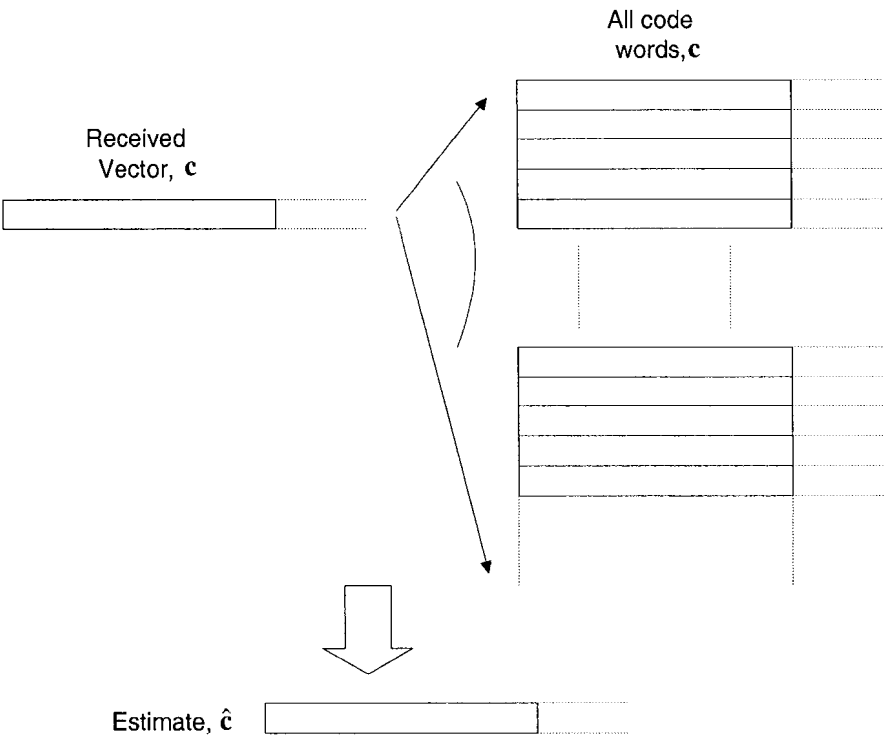 All code
words,c
Received
Vector, c
Estimate, ĉ